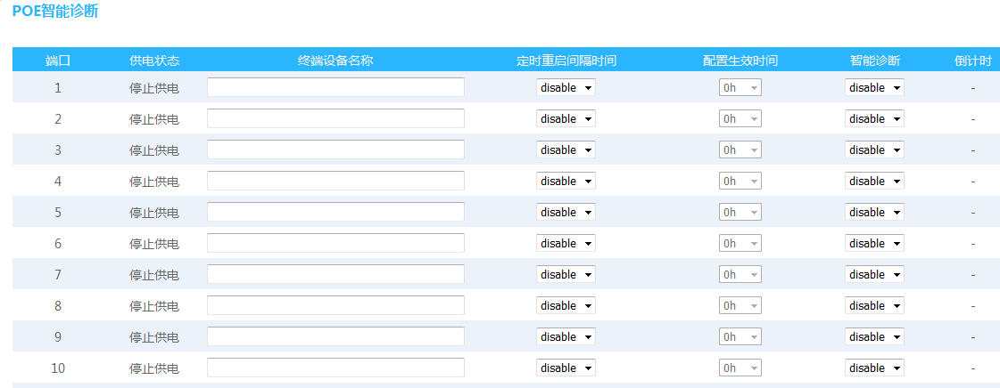 POE智能诊断
端口 供电状态 终端设备名称 定时重启间隔时间 配置生效时间 智能诊断 倒计时
1 停止供电 disable 0h disable -
2 停止供电 disable 0h disable -
3 停止供电 disable 0h disable -
4 停止供电 disable 0h disable -
5 停止供电 disable 0h disable -
6 停止供电 disable 0h disable -
7 停止供电 disable 0h disable -
8 停止供电 disable 0h disable -
9 停止供电 disable 0h disable -
10 停止供电 disable 0h disable -